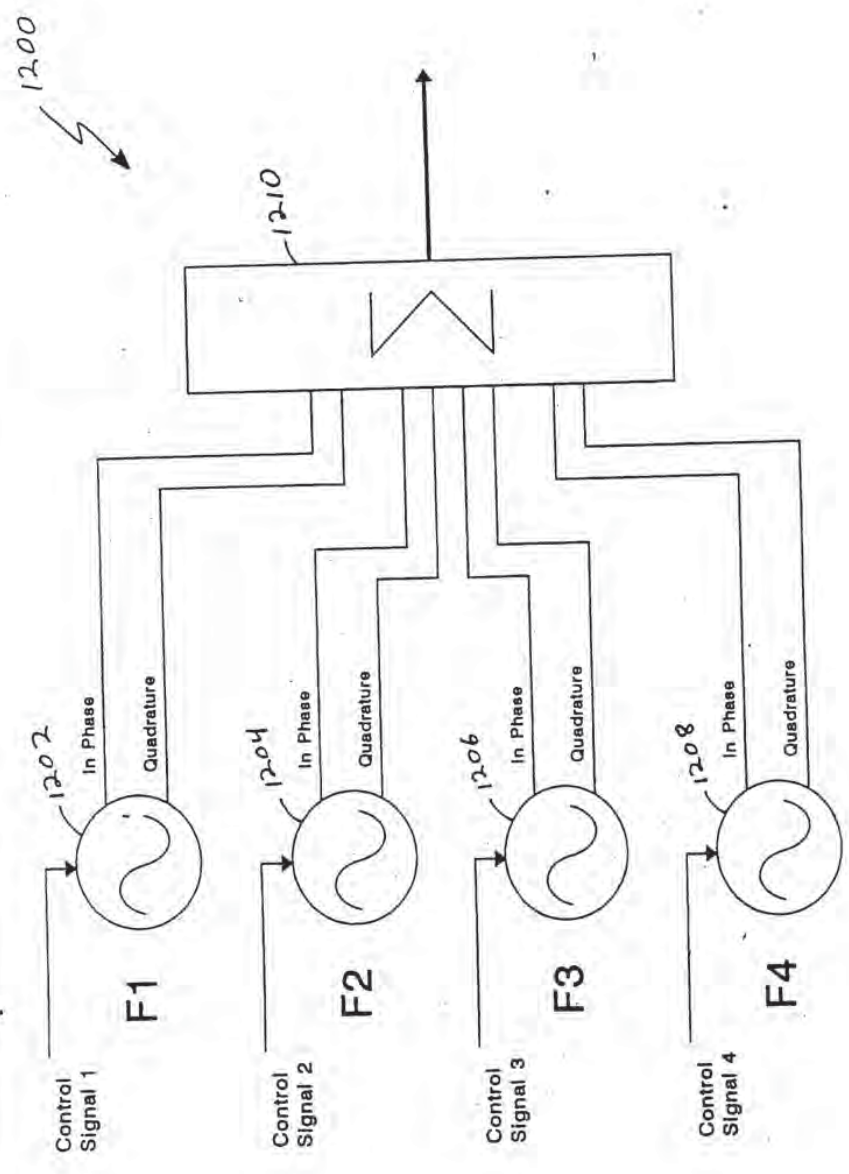 1200
1210
Σ
1202
In Phase
Quadrature
Control
Signal 1
F1
1204
In Phase
Quadrature
Control
Signal 2
F2
1206
In Phase
Quadrature
Control
Signal 3
F3
1208
In Phase
Quadrature
Control
Signal 4
F4